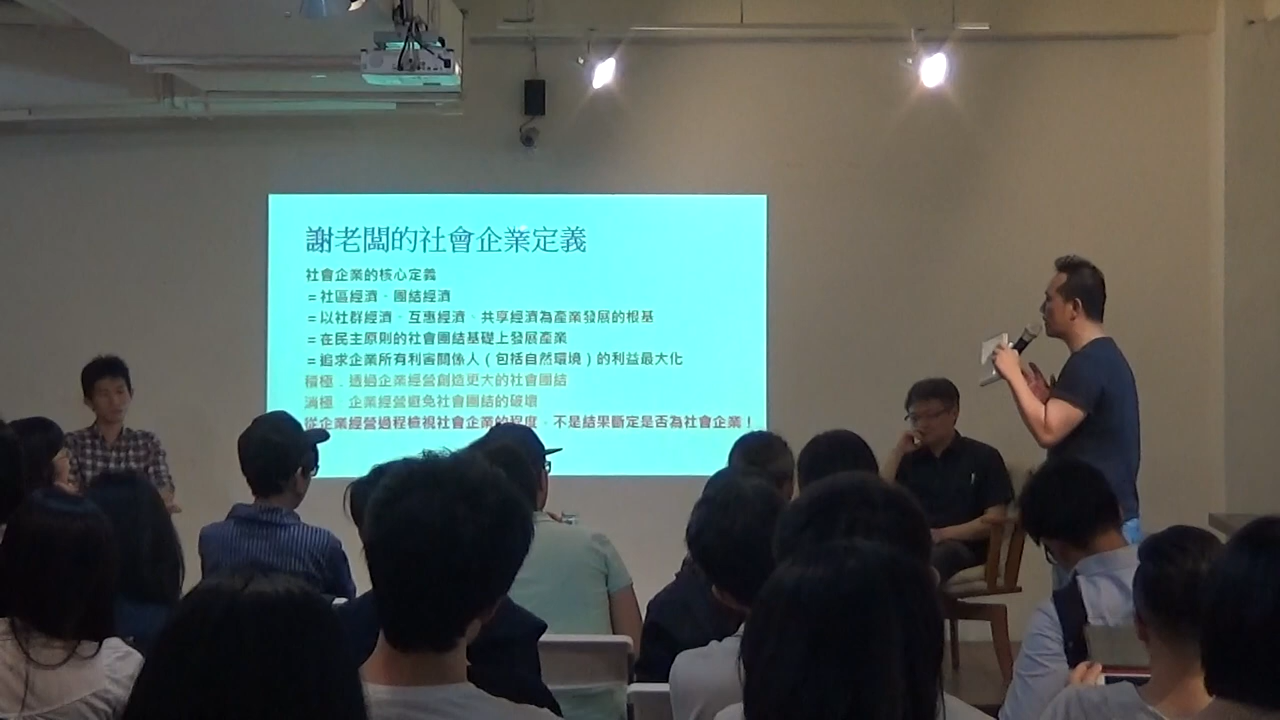 謝老闆的社會企業定義
社會企業的核心定義
=社區經濟、團結經濟
=以社群經濟、互惠經濟、共享經濟為產業發展的根基
=在民主原則的社會團結基礎上發展產業
=追求企業所有利害關係人(包括自然環境)的利益最大化
積極:透過企業經營創造更大的社會團結
消極:企業經營避免社會團結的破壞
從企業經營過程檢視社會企業的程度,不是結果斷定是否為社會企業!